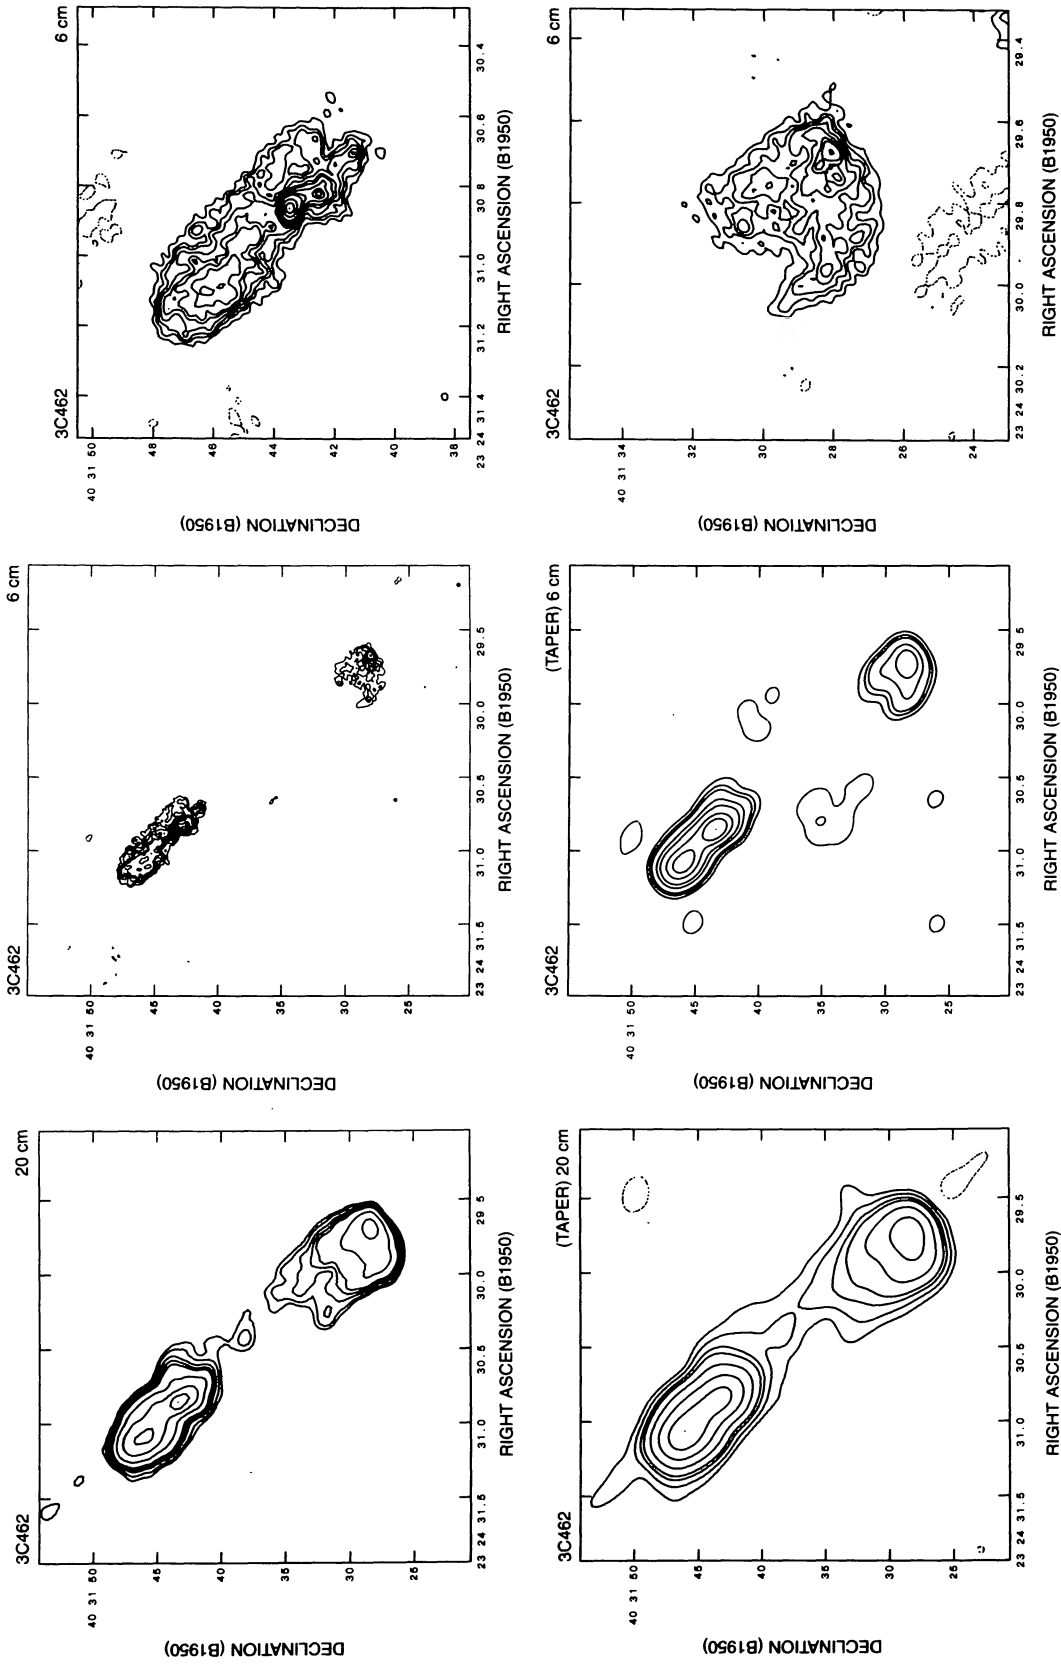 3C462 20 cm
40 31 50
45
40
35
30
25
DECLINATION (B1950)
23 24 31.5 31.0 30.5 30.0 29.5
RIGHT ASCENSION (B1950)
3C462 6 cm
40 31 50
45
40
35
30
25
DECLINATION (B1950)
23 24 31.5 31.0 30.5 30.0 29.5
RIGHT ASCENSION (B1950)
3C462 6 cm
40 31 50
48
46
44
42
40
38
DECLINATION (B1950)
23 24 31 4 31.2 31.0 30.8 30.6 30.4
RIGHT ASCENSION (B1950)
3C462 (TAPER) 20 cm
40 31 50
45
40
35
30
25
DECLINATION (B1950)
23 24 31.5 31.0 30.5 30.0 29.5
RIGHT ASCENSION (B1950)
3C462 (TAPER) 6 cm
40 31 50
45
40
35
30
25
DECLINATION (B1950)
23 24 31.5 31.0 30.5 30.0 29.5
RIGHT ASCENSION (B1950)
3C462 6 cm
40 31 34
32
30
28
26
24
DECLINATION (B1950)
23 24 30.2 30.0 29.8 29.6 29.4
RIGHT ASCENSION (B1950)